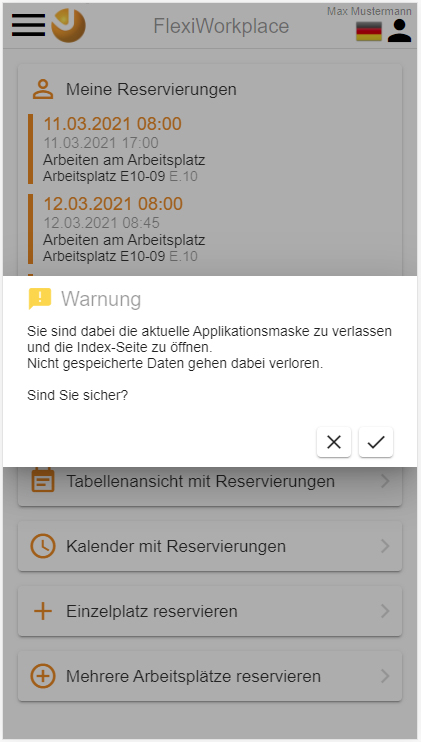 Max Mustermann
FlexiWorkplace
Meine Reservierungen
11.03.2021 08:00
11.03.2021 17:00
Arbeiten am Arbeitsplatz
Arbeitsplatz E10-09 E.10
12.03.2021 08:00
12.03.2021 08:45
Arbeiten am Arbeitsplatz
Arbeitsplatz E10-09 E.10
Warnung
Sie sind dabei die aktuelle Applikationsmaske zu verlassen
und die Index-Seite zu öffnen.
Nicht gespeicherte Daten gehen dabei verloren.
Sind Sie sicher?
Tabellenansicht mit Reservierungen
Kalender mit Reservierungen
Einzelplatz reservieren
Mehrere Arbeitsplätze reservieren